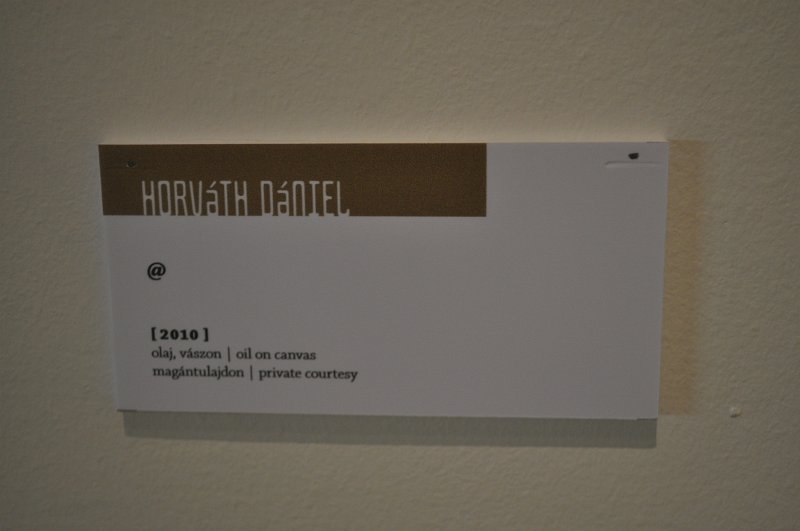 HORVáTH DáNIEL
@
[ 2010 ]
olaj, vászon | oil on canvas
magántulajdon | private courtesy